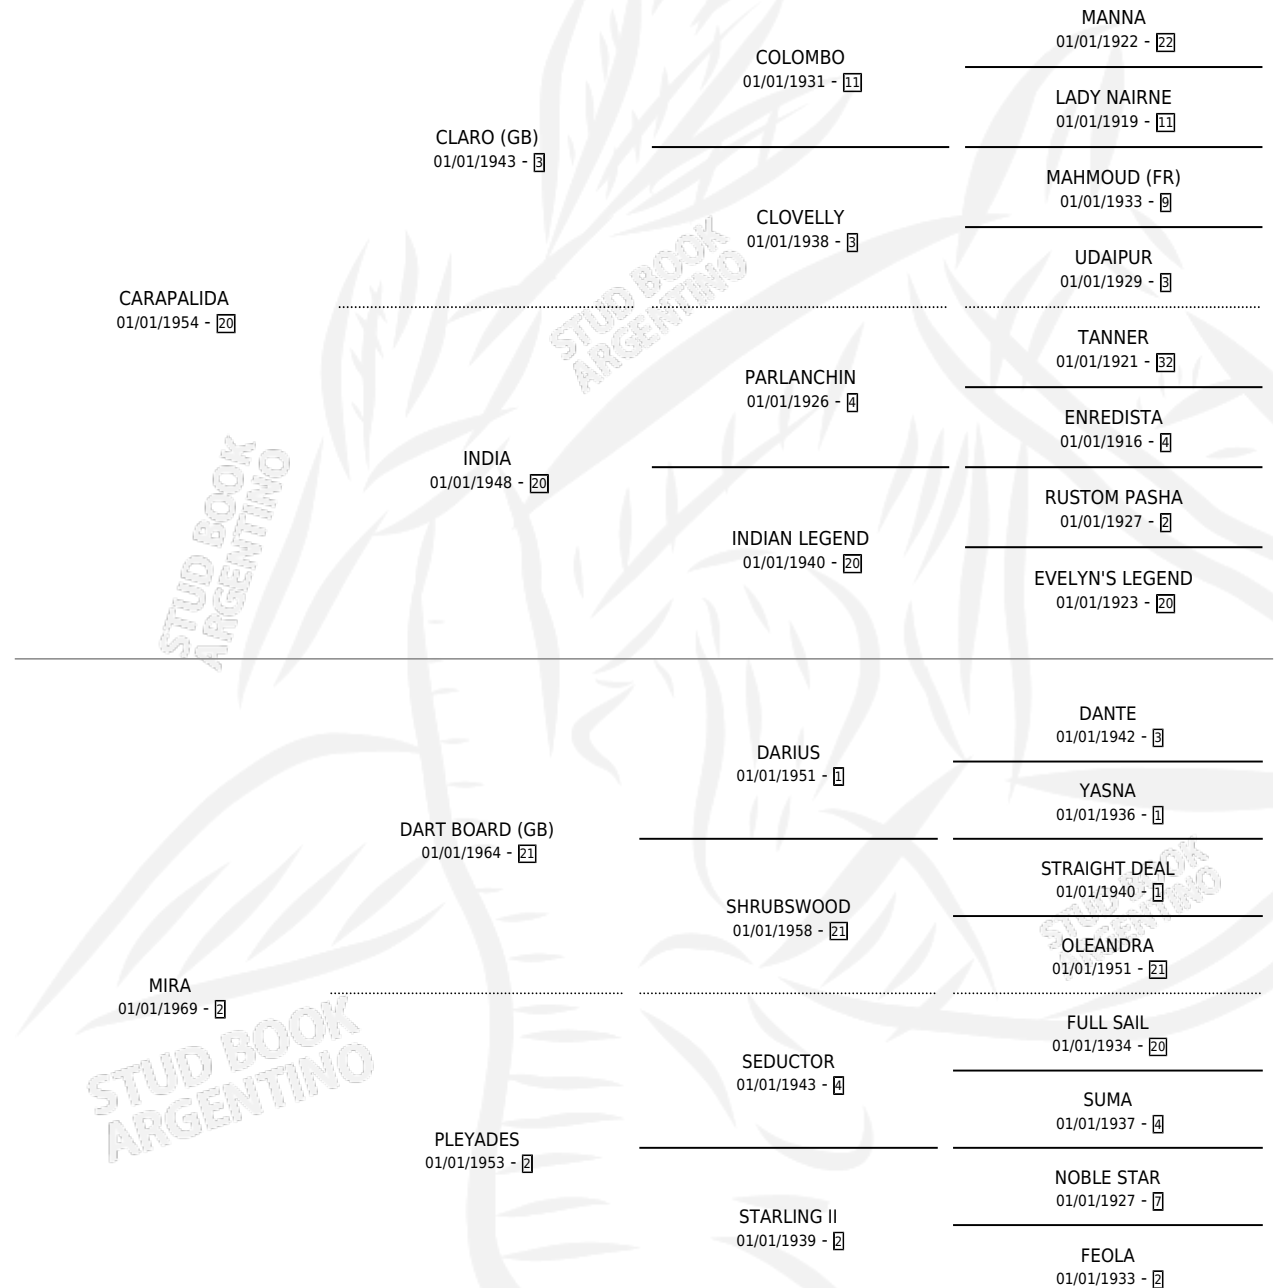 MANNA
01/01/1922 - 22
COLOMBO
01/01/1931 - 11
LADY NAIRNE
01/01/1919 - 11
CLARO (GB)
01/01/1943 - 3
MAHMOUD (FR)
01/01/1933 - 9
CLOVELLY
01/01/1938 - 3
UDAIPUR
01/01/1929 - 3
CARAPALIDA
01/01/1954 - 20
TANNER
01/01/1921 - 32
PARLANCHIN
01/01/1926 - 4
ENREDISTA
01/01/1916 - 4
INDIA
01/01/1948 - 20
RUSTOM PASHA
01/01/1927 - 2
INDIAN LEGEND
01/01/1940 - 20
EVELYN'S LEGEND
01/01/1923 - 20
STUD BOOK
ARGENTINO
STUD BOOK
ARGENTINO
DANTE
01/01/1942 - 3
DARIUS
01/01/1951 - 1
YASNA
01/01/1936 - 1
DART BOARD (GB)
01/01/1964 - 21
STRAIGHT DEAL
01/01/1940 - 1
SHRUBSWOOD
01/01/1958 - 21
OLEANDRA
01/01/1951 - 21
MIRA
01/01/1969 - 2
FULL SAIL
01/01/1934 - 20
SEDUCTOR
01/01/1943 - 4
SUMA
01/01/1937 - 4
PLEYADES
01/01/1953 - 2
NOBLE STAR
01/01/1927 - 7
STARLING II
01/01/1939 - 2
FEOLA
01/01/1933 - 2
STUD BOOK
ARGENTINO
STUD BOOK
ARGENTINO